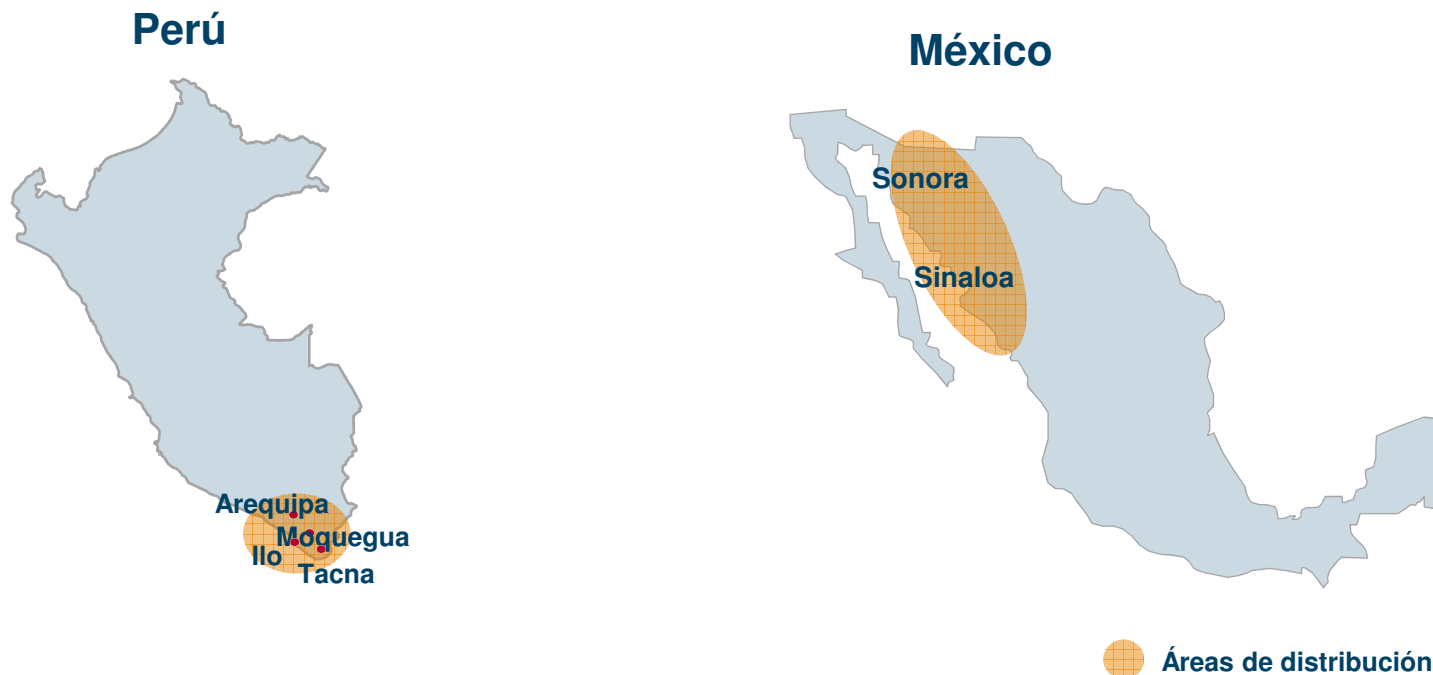 Perú
México
Sonora
Sinaloa
Arequipa
Moquegua
Ilo
Tacna
Áreas de distribución